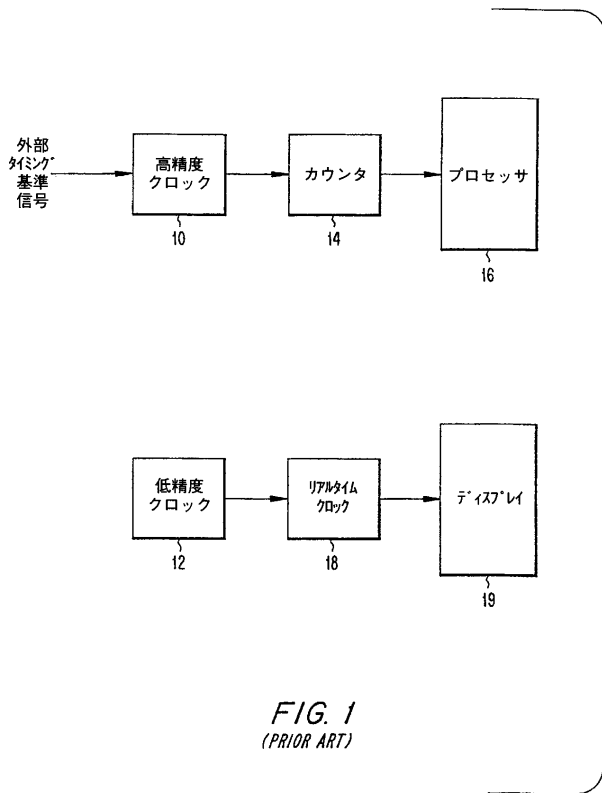 外部
ﾀｲﾐﾝｸﾞ
基準
信号
高精度
クロック
10
カウンタ
14
プロセッサ
16
低精度
クロック
12
ﾘｱﾙﾀｲﾑ
ｸﾛｯｸ
18
ﾃﾞｨｽﾌﾟﾚｲ
19
FIG. 1
(PRIOR ART)